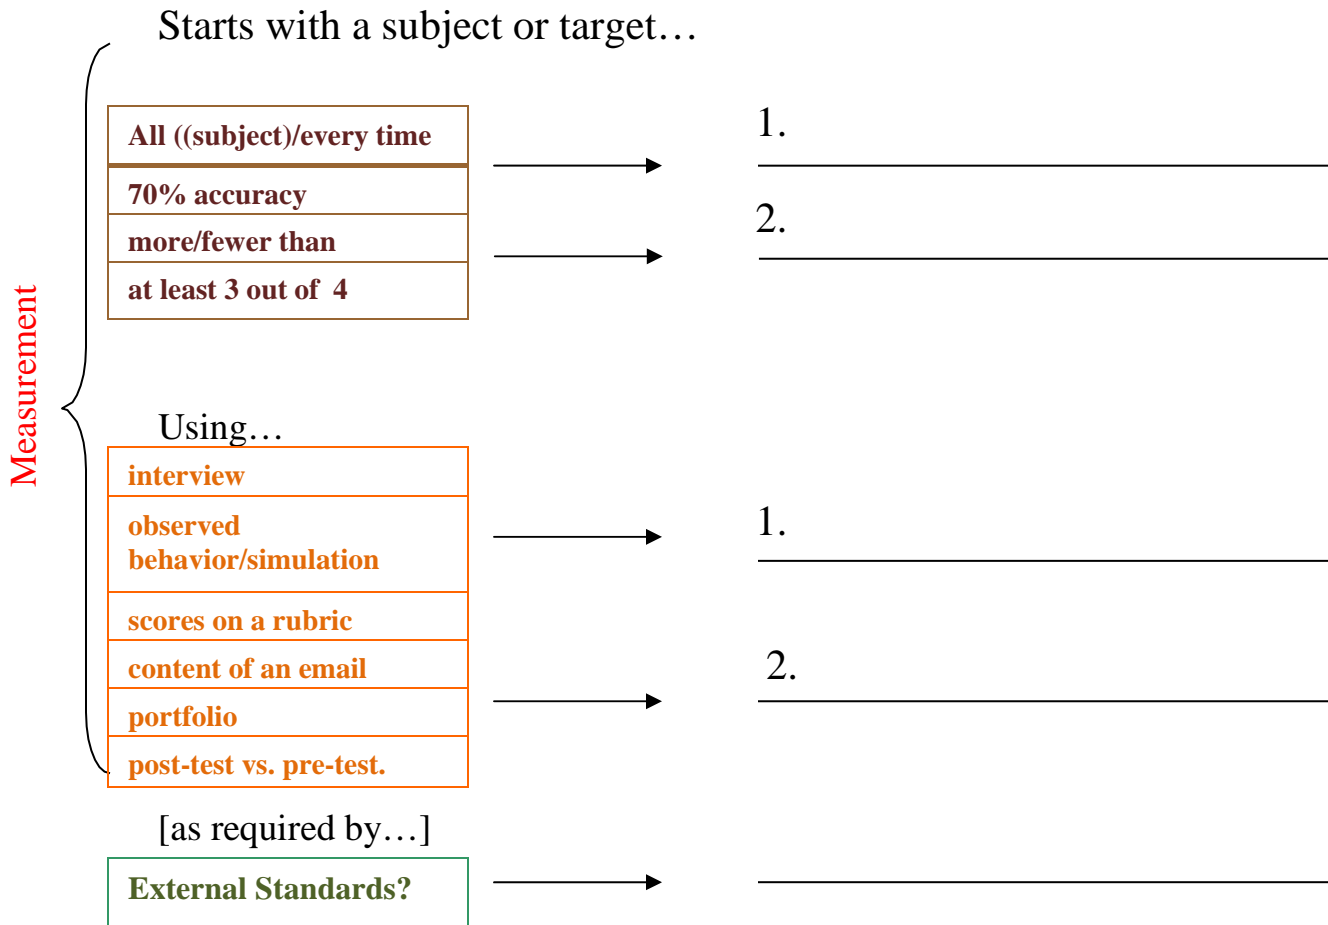 Starts with a subject or target…
All ((subject)/every time
1.
70% accuracy
more/fewer than
2.
at least 3 out of 4
Measurement
Using…
interview
observed
behavior/simulation
1.
scores on a rubric
content of an email
2.
portfolio
post-test vs. pre-test.
[as required by…]
External Standards?